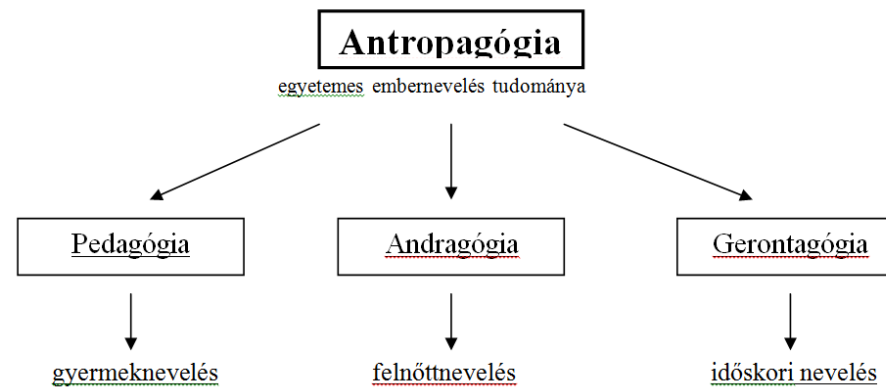 Antropagógia
egyetemes embernevelés tudománya
Pedagógia
Andragógia
Gerontagógia
gyermeknevelés
felnőttnevelés
időskori nevelés